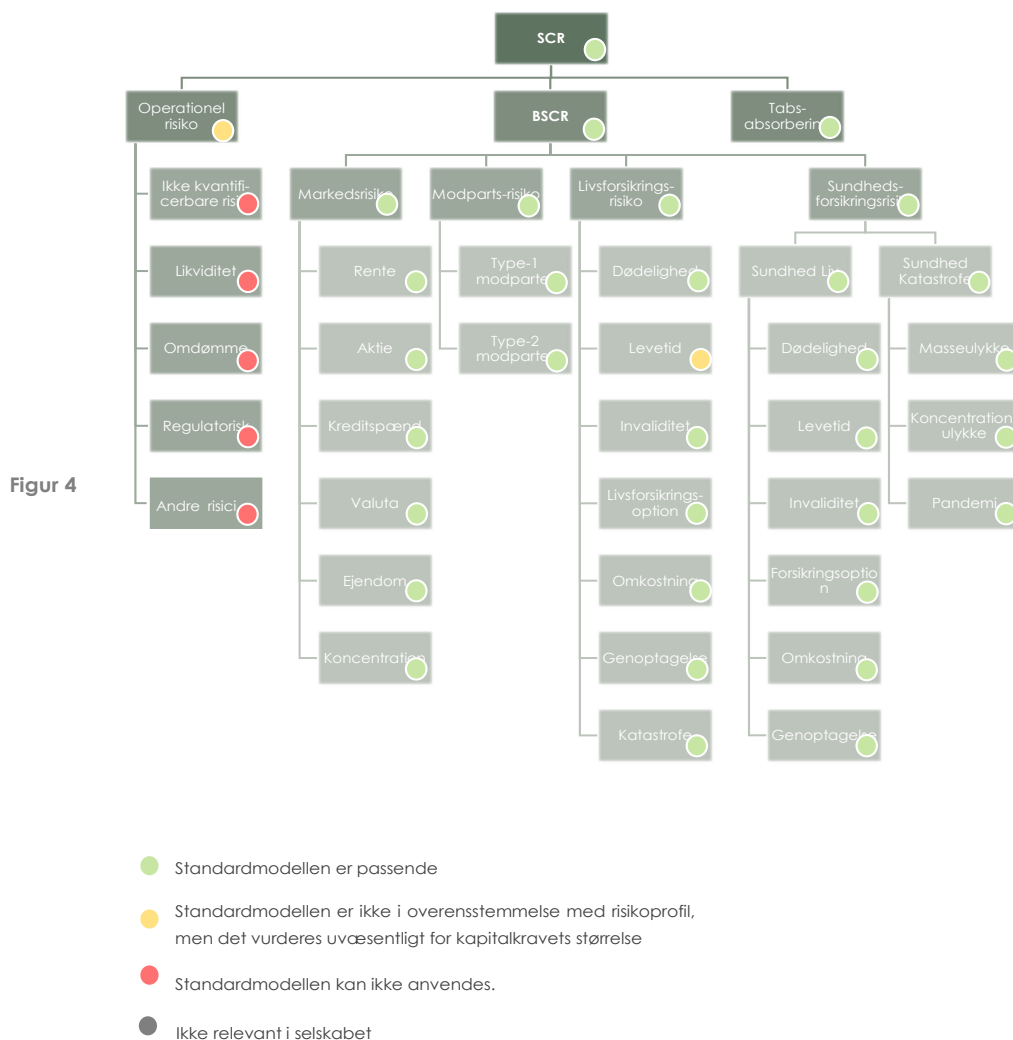 SCR
Operationel
risiko
BSCR
Tabs-
absorbering
Ikke kvantifi-
cerbare risici
Markedsrisiko
Modparts-risiko
Livsforsikrings-
risiko
Sundheds-
forsikringsrisiko
Likviditet
Rente
Type-1
modparter
Dødelighed
Sundhed Liv
Sundhed
Katastrofe
Omdømme
Aktie
Type-2
modparter
Levetid
Dødelighed
Masseulykke
Regulatorisk
Kreditspænd
Invaliditet
Levetid
Koncentration
ulykke
Figur 4
Andre risici
Valuta
Livsforsikrings-
option
Invaliditet
Pandemi
Ejendom
Omkostning
Forsikringsoptio
n
Koncentration
Genoptagelse
Omkostning
Katastrofe
Genoptagelse
Standardmodellen er passende
Standardmodellen er ikke i overensstemmelse med risikoprofil,
men det vurderes uvæsentligt for kapitalkravets størrelse
Standardmodellen kan ikke anvendes.
Ikke relevant i selskabet